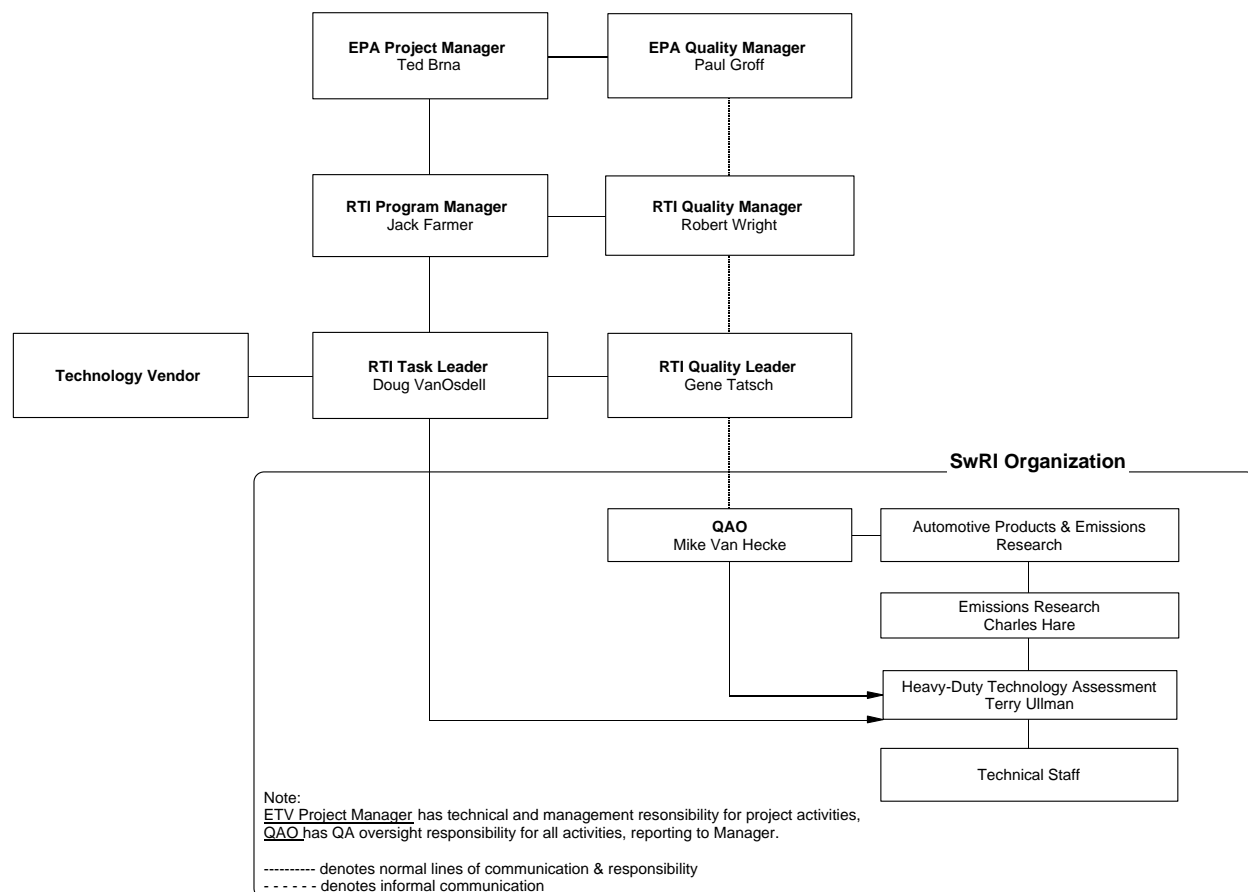 EPA Project Manager
Ted Brna
EPA Quality Manager
Paul Groff
RTI Program Manager
Jack Farmer
RTI Quality Manager
Robert Wright
Technology Vendor
RTI Task Leader
Doug VanOsdell
RTI Quality Leader
Gene Tatsch
SwRI Organization
QAO
Mike Van Hecke
Automotive Products & Emissions
Research
Emissions Research
Charles Hare
Heavy-Duty Technology Assessment
Terry Ullman
Technical Staff
Note:
ETV Project Manager has technical and management resonsibility for project activities,
QAO has QA oversight responsibility for all activities, reporting to Manager.
---------- denotes normal lines of communication & responsibility
- - - - - - denotes informal communication